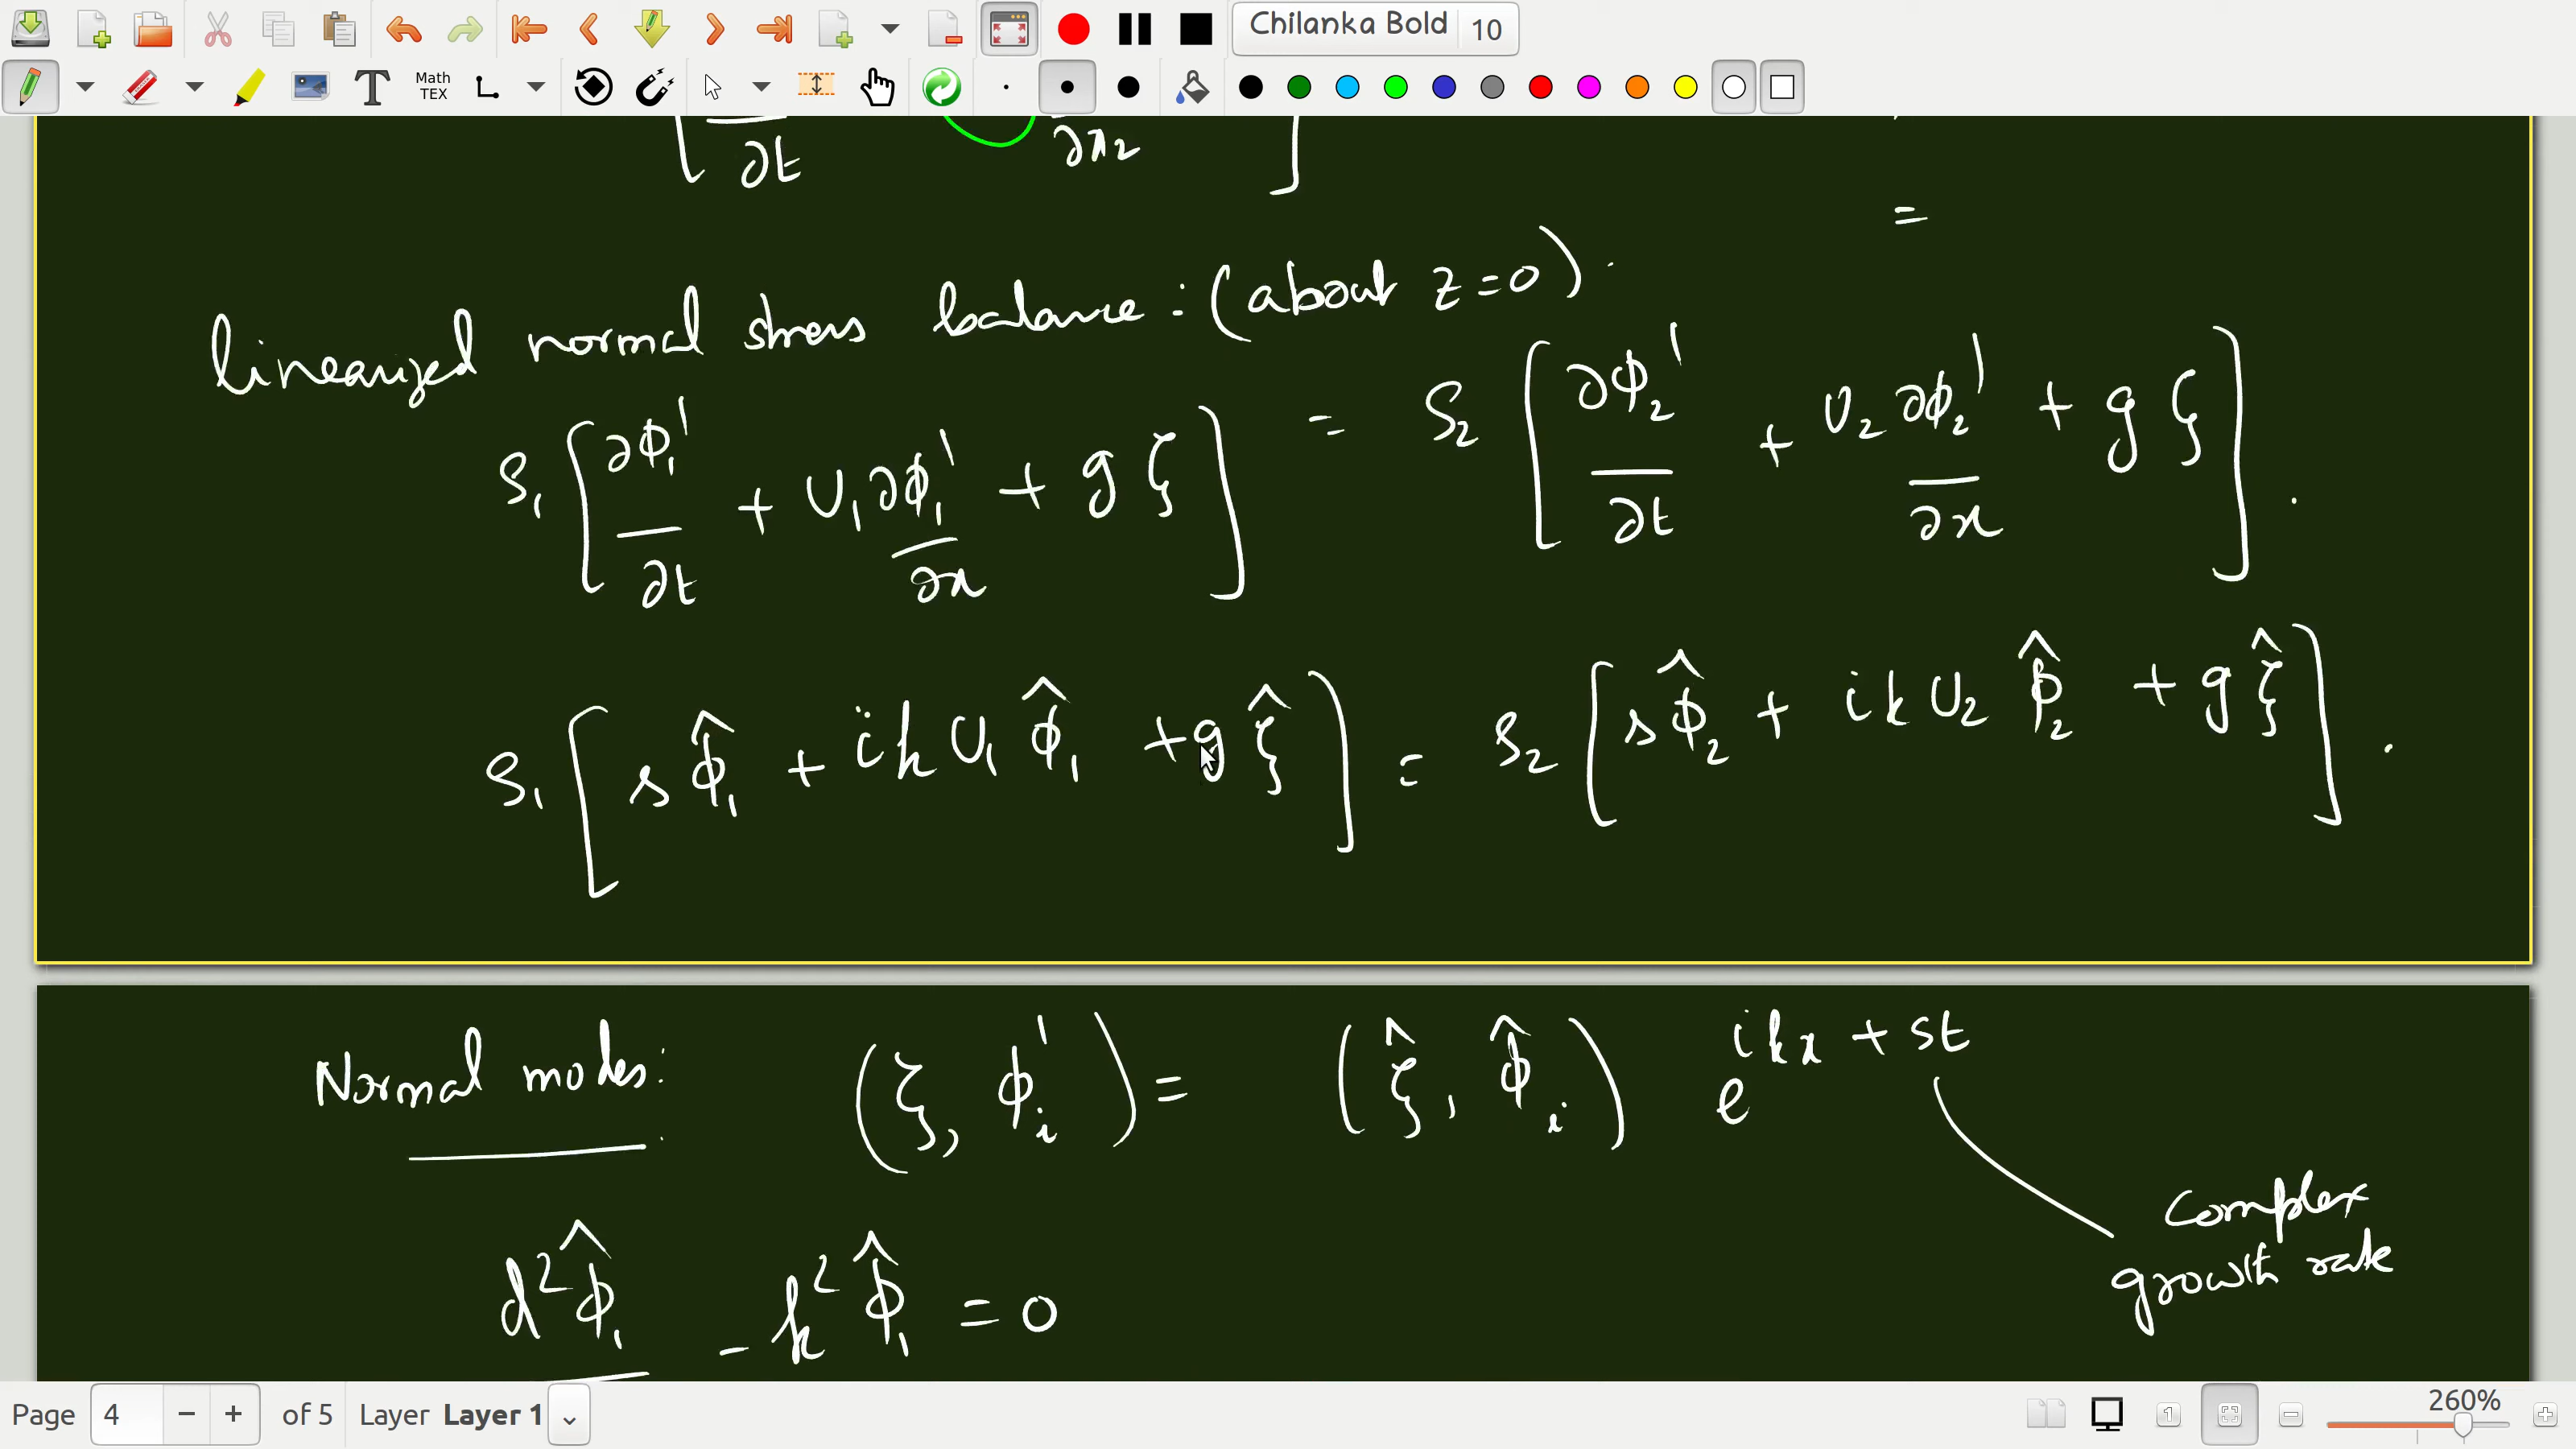 Chilanka Bold 10
Math TEX
∂t ∂x₂
=
linearized normal stress balance : (about z = 0).
ρ₁ [ ∂ϕ₁'/∂t + U₁ ∂ϕ₁'/∂x + g ζ ] = ρ₂ [ ∂ϕ₂'/∂t + U₂ ∂ϕ₂'/∂x + g ζ ] .
ρ₁ [ s ϕ̂₁ + i k U₁ ϕ̂₁ + g ζ̂ ] = ρ₂ [ s ϕ̂₂ + i k U₂ ϕ̂₂ + g ζ̂ ] .
Normal modes: (ζ, ϕᵢ') = (ζ̂, ϕ̂ᵢ) e^{ikx + st}
Complex
growth rate
d²ϕ̂₁ - k² ϕ̂₁ = 0
Page 4 of 5 Layer Layer 1 260%